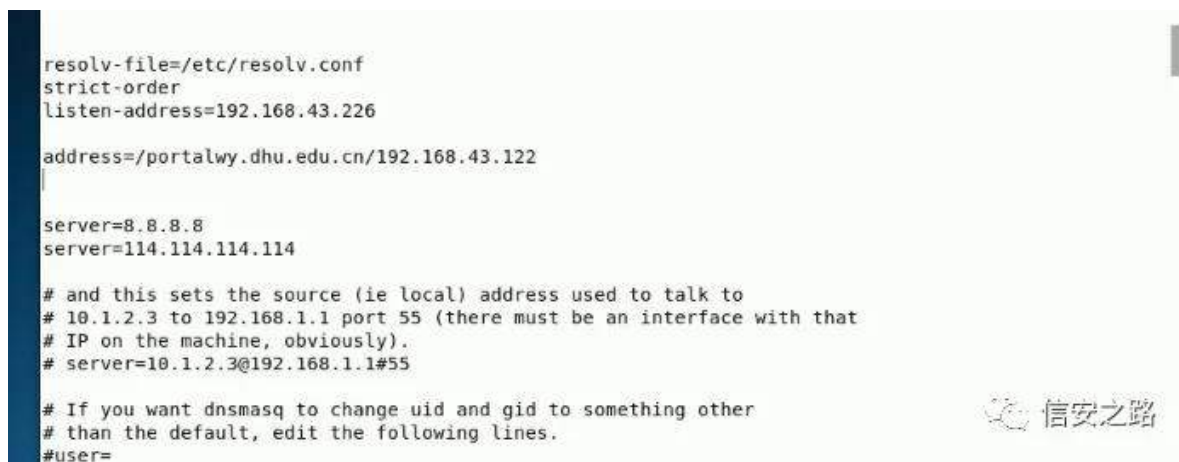 resolv-file=/etc/resolv.conf
strict-order
listen-address=192.168.43.226
address=/portalwy.dhu.edu.cn/192.168.43.122
server=8.8.8.8
server=114.114.114.114
# and this sets the source (ie local) address used to talk to
# 10.1.2.3 to 192.168.1.1 port 55 (there must be an interface with that
# IP on the machine, obviously).
# server=10.1.2.3@192.168.1.1#55
# If you want dnsmasq to change uid and gid to something other
# than the default, edit the following lines.
#user=
信安之路